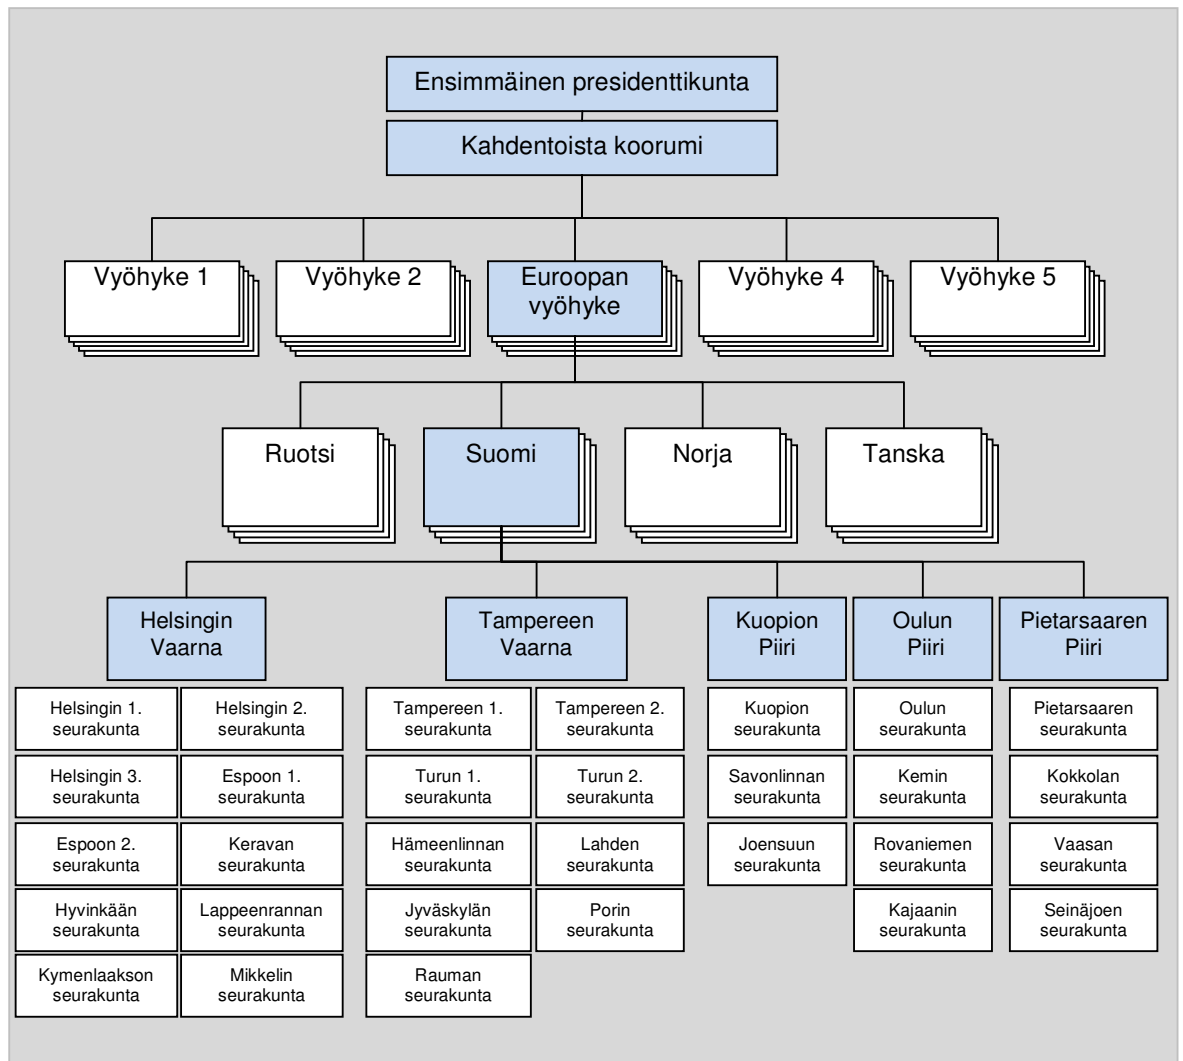 Ensimmäinen presidenttikunta
Kahdentoista koorumi
Vyöhyke 1
Vyöhyke 2
Euroopan
vyöhyke
Vyöhyke 4
Vyöhyke 5
Ruotsi
Suomi
Norja
Tanska
Helsingin
Vaarna
Tampereen
Vaarna
Kuopion
Piiri
Oulun
Piiri
Pietarsaaren
Piiri
Helsingin 1.
seurakunta
Helsingin 2.
seurakunta
Helsingin 3.
seurakunta
Espoon 1.
seurakunta
Espoon 2.
seurakunta
Keravan
seurakunta
Hyvinkään
seurakunta
Lappeenrannan
seurakunta
Kymenlaakson
seurakunta
Mikkelin
seurakunta
Tampereen 1.
seurakunta
Tampereen 2.
seurakunta
Turun 1.
seurakunta
Turun 2.
seurakunta
Hämeenlinnan
seurakunta
Lahden
seurakunta
Jyväskylän
seurakunta
Porin
seurakunta
Rauman
seurakunta
Kuopion
seurakunta
Savonlinnan
seurakunta
Joensuun
seurakunta
Oulun
seurakunta
Kemin
seurakunta
Rovaniemen
seurakunta
Kajaanin
seurakunta
Pietarsaaren
seurakunta
Kokkolan
seurakunta
Vaasan
seurakunta
Seinäjoen
seurakunta